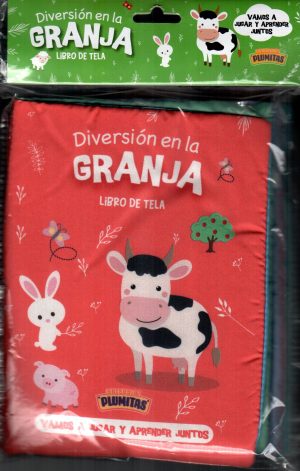 Diversión en la
GRANJA
LIBRO DE TELA
VAMOS A
JUGAR Y APRENDER
JUNTOS
PLUMITAS
Diversión en la
GRANJA
LIBRO DE TELA
PLUMITAS
VAMOS A JUGAR Y APRENDER JUNTOS